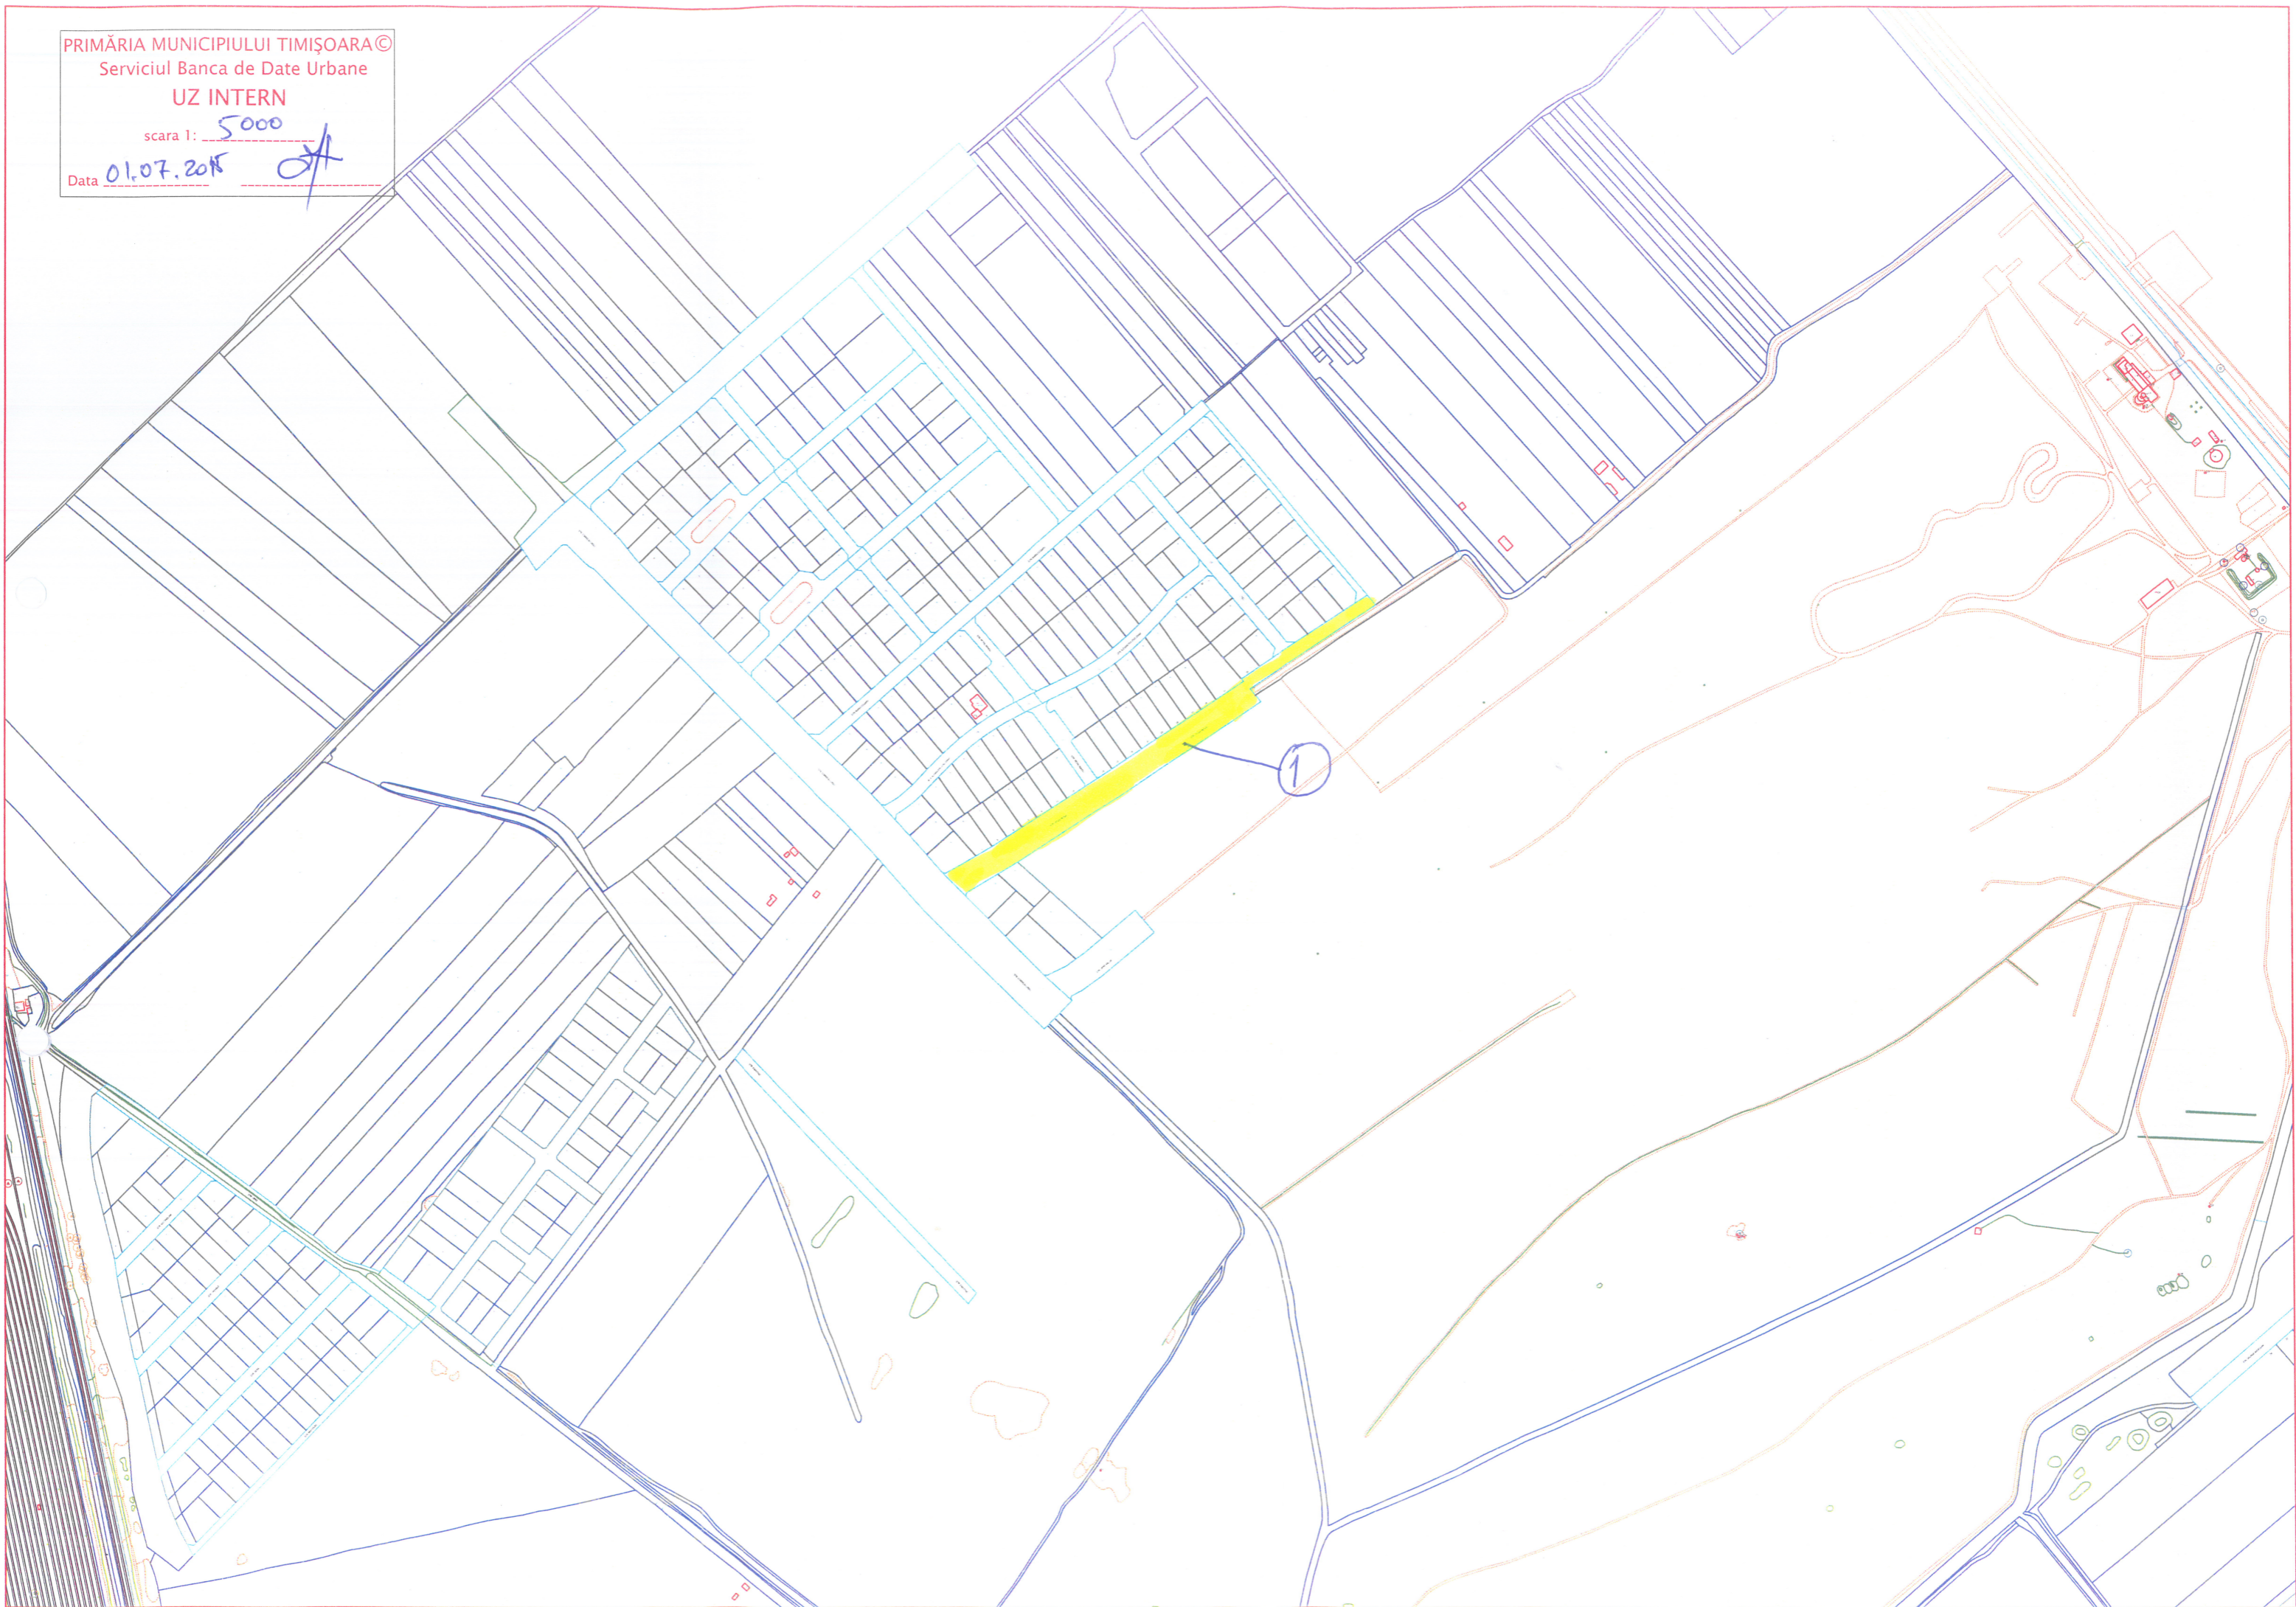 PRIMĂRIA MUNICIPIULUI TIMIŞOARA©
Serviciul Banca de Date Urbane
UZ INTERN
scara 1: 5000
Data 01.07.2015
1